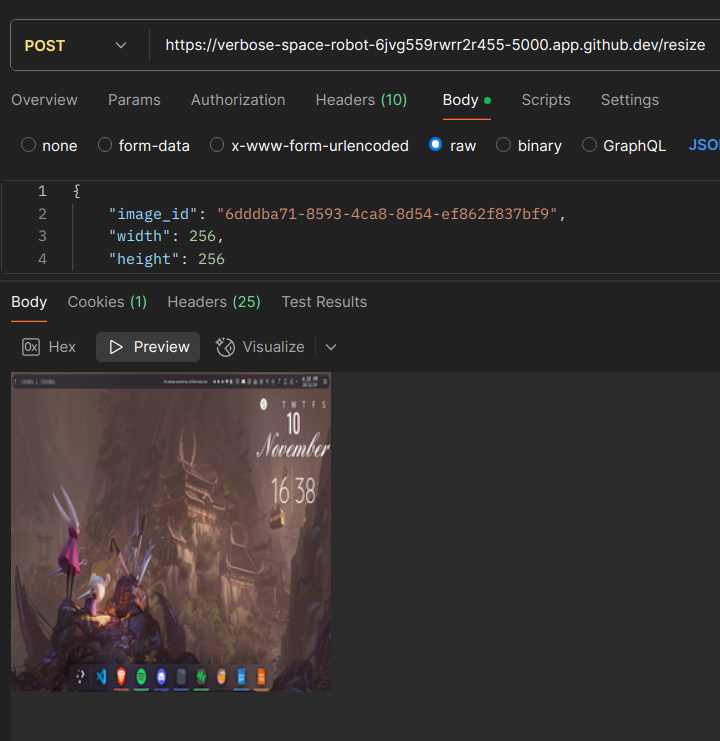 POST https://verbose-space-robot-6jvg559rwrr2r455-5000.app.github.dev/resize
Overview Params Authorization Headers (10) Body Scripts Settings
none form-data x-www-form-urlencoded raw binary GraphQL JSO
1 {
2 "image_id": "6dddba71-8593-4ca8-8d54-ef862f837bf9",
3 "width": 256,
4 "height": 256
Body Cookies (1) Headers (25) Test Results
0x Hex Preview Visualize
S T W T F S
10
November
16 38